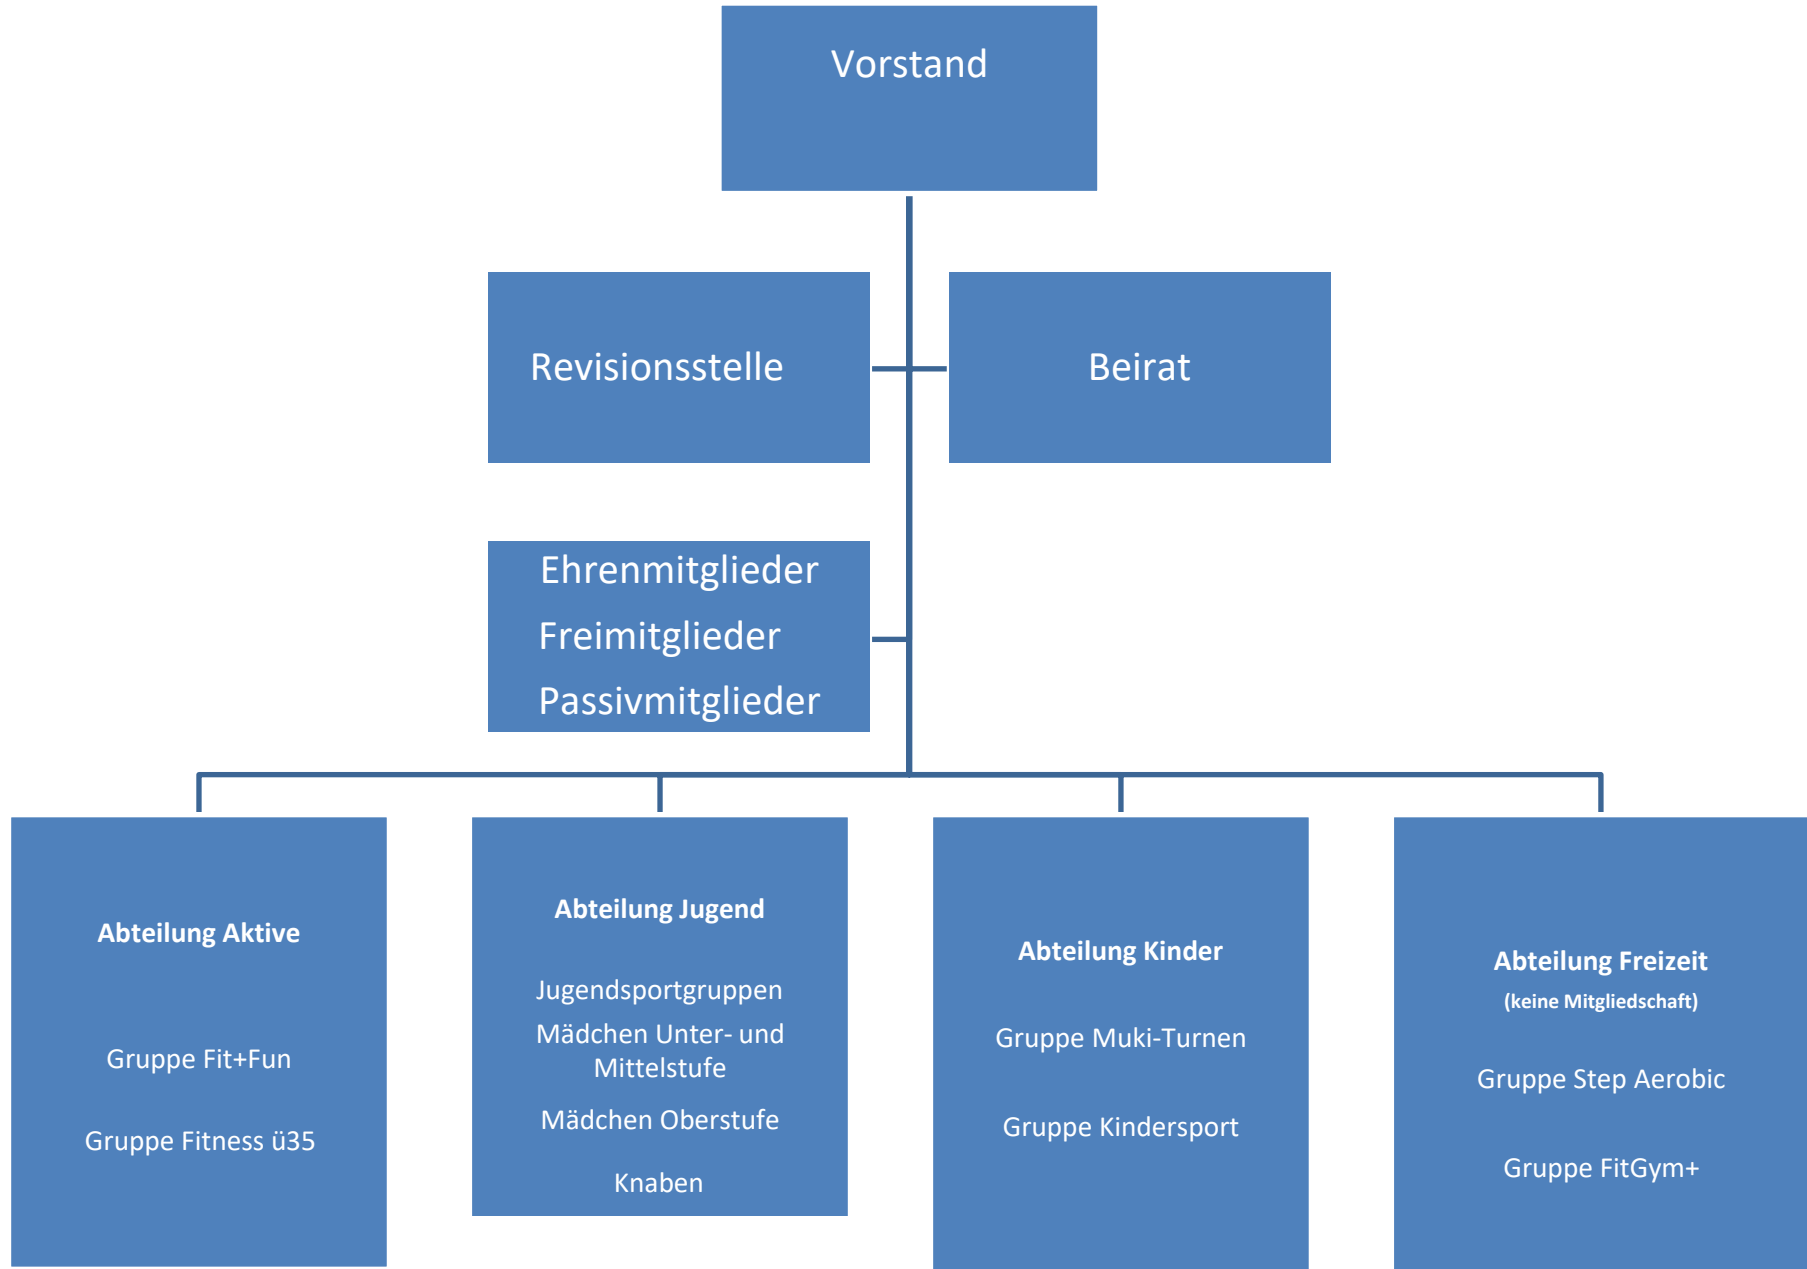 Vorstand
Revisionsstelle
Beirat
Ehrenmitglieder
Freimitglieder
Passivmitglieder
Abteilung Aktive
Gruppe Fit+Fun
Gruppe Fitness ü35
Abteilung Jugend
Jugendsportgruppen
Mädchen Unter- und
Mittelstufe
Mädchen Oberstufe
Knaben
Abteilung Kinder
Gruppe Muki-Turnen
Gruppe Kindersport
Abteilung Freizeit
(keine Mitgliedschaft)
Gruppe Step Aerobic
Gruppe FitGym+